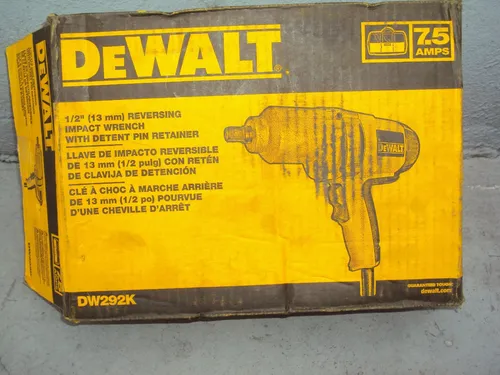 DEWALT
7.5
AMPS
1/2" (13 mm) REVERSING
IMPACT WRENCH
WITH DETENT PIN RETAINER
LLAVE DE IMPACTO REVERSIBLE
DE 13 mm (1/2 pulg) CON RETÉN
DE CLAVIJA DE DETENCIÓN
CLÉ À CHOC À MARCHE ARRIÈRE
DE 13 mm (1/2 po) POURVUE
D'UNE CHEVILLE D'ARRÊT
DEWALT
DW292K
GUARANTEED TOUGH
dewalt.com
DEWALT